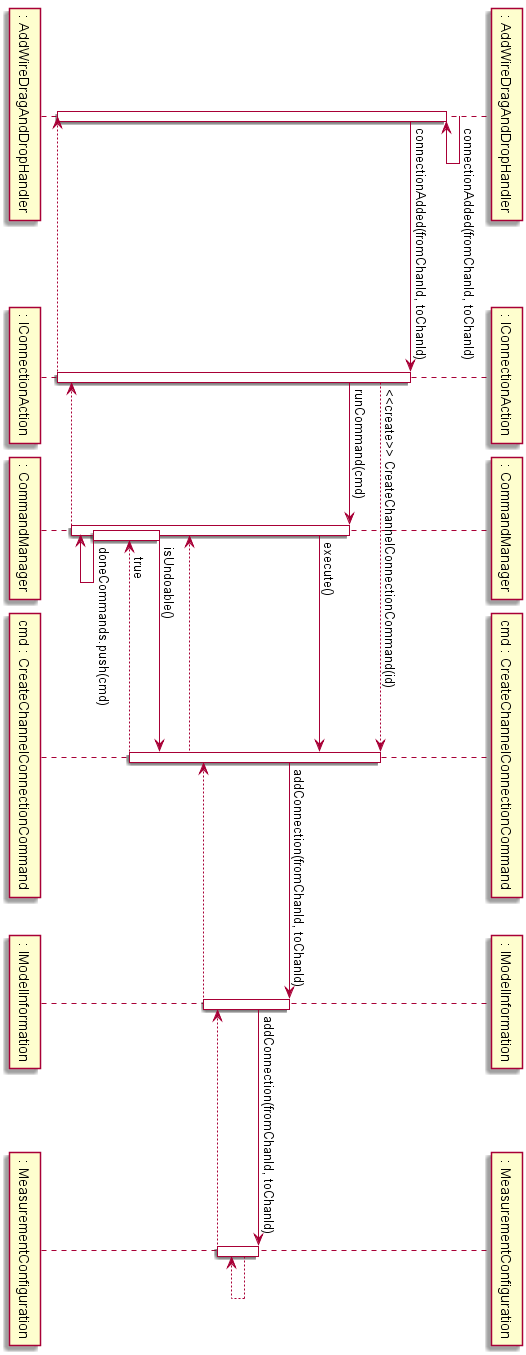 : AddWireDragAndDropHandler
: IConnectionAction
: CommandManager
cmd : CreateChannelConnectionCommand
: IModelInformation
: MeasurementConfiguration
connectionAdded(fromChanId, toChanId)
connectionAdded(fromChanId, toChanId)
<<create>> CreateChannelConnectionCommand(id)
runCommand(cmd)
execute()
addConnection(fromChanId, toChanId)
addConnection(fromChanId, toChanId)
isUndoable()
true
doneCommands.push(cmd)
: AddWireDragAndDropHandler
: IConnectionAction
: CommandManager
cmd : CreateChannelConnectionCommand
: IModelInformation
: MeasurementConfiguration